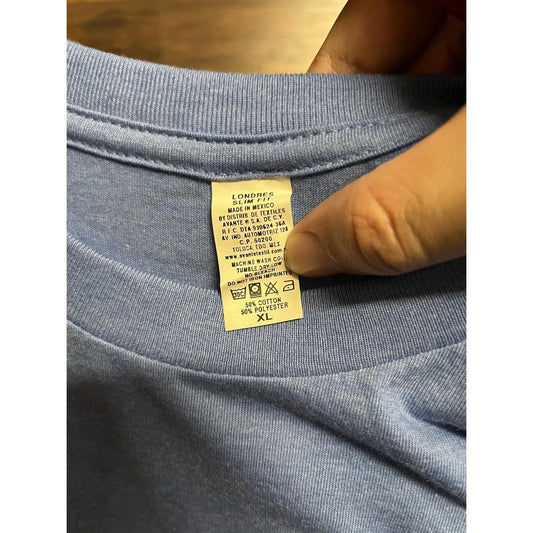 LONDRES
SLIM FIT
MADE IN MEXICO
BY DISTRIB. DE TEXTILES
AVANTE S.A. DE C.V.
R.F.C. DTA 930624-36A
AV. IND. AUTOMOTRIZ 128
C.P. 50200
TOLUCA EDO. MEX.
www.avantetextil.com
MACHINE WASH CO
TUMBLE DRY LOW
NO BLEACH
DO NOT IRON IMPRINTED
50% COTTON
50% POLYESTER
XL